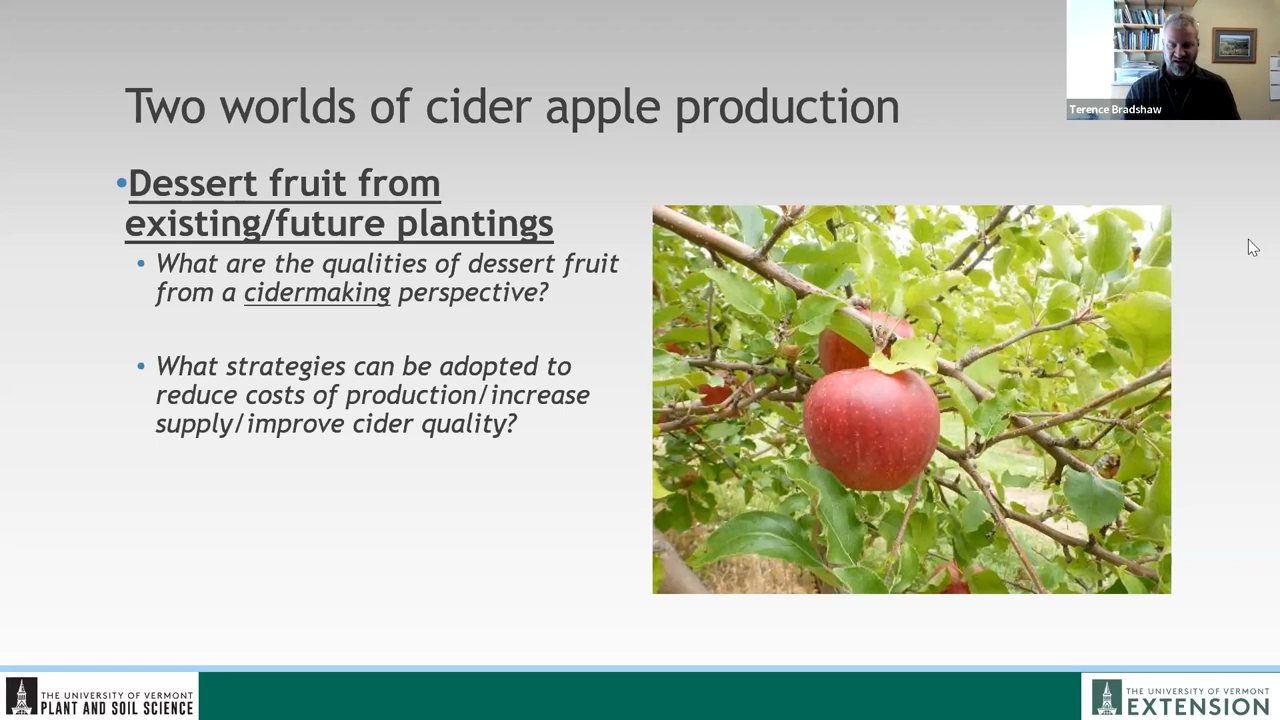 Terence Bradshaw
Two worlds of cider apple production
•Dessert fruit from
existing/future plantings
• What are the qualities of dessert fruit
from a cidermaking perspective?
• What strategies can be adopted to
reduce costs of production/increase
supply/improve cider quality?
THE UNIVERSITY OF VERMONT
PLANT AND SOIL SCIENCE
THE UNIVERSITY OF VERMONT
EXTENSION